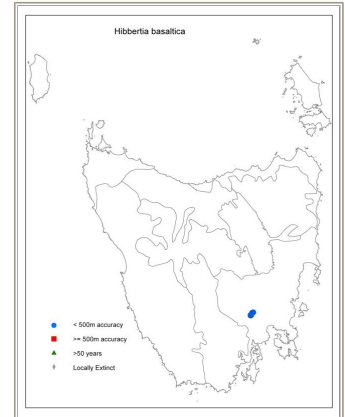 Hibbertia basaltica
< 500m accuracy
>= 500m accuracy
>50 years
Locally Extinct